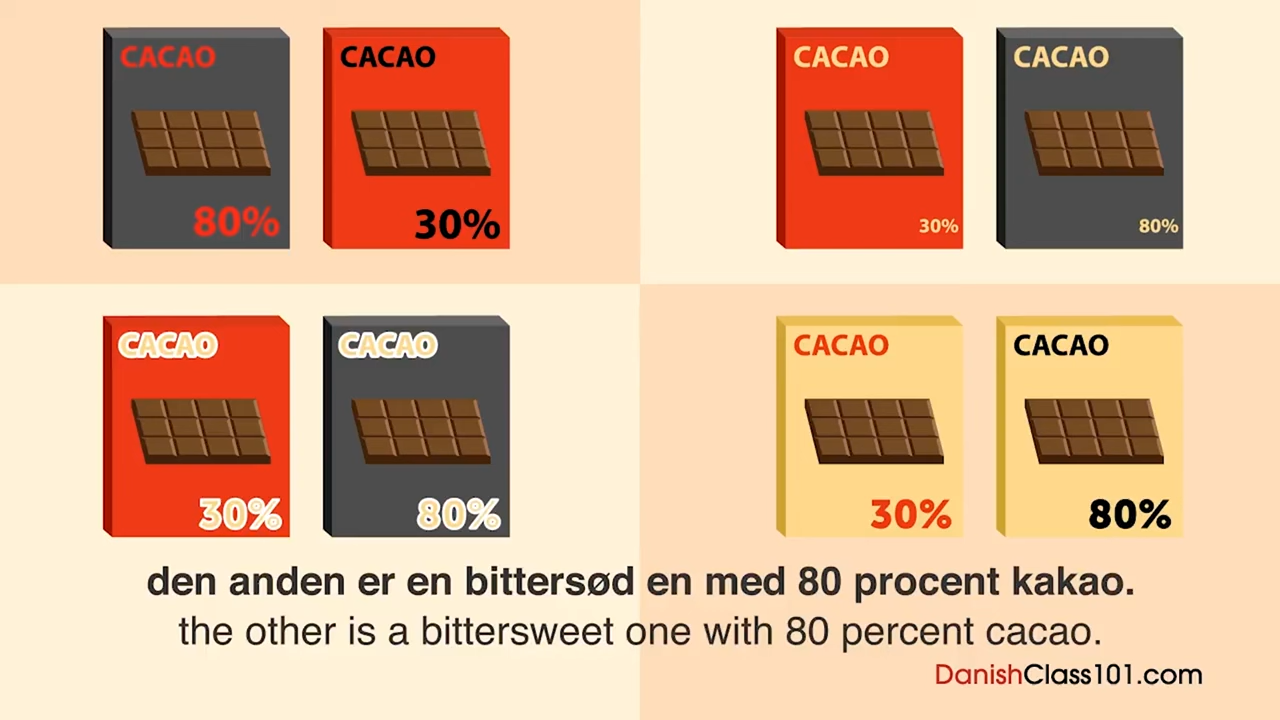 CACAO
80%
CACAO
30%
CACAO
30%
CACAO
80%
CACAO
30%
CACAO
80%
CACAO
30%
CACAO
80%
den anden er en bittersød en med 80 procent kakao.
the other is a bittersweet one with 80 percent cacao.
DanishClass101.com